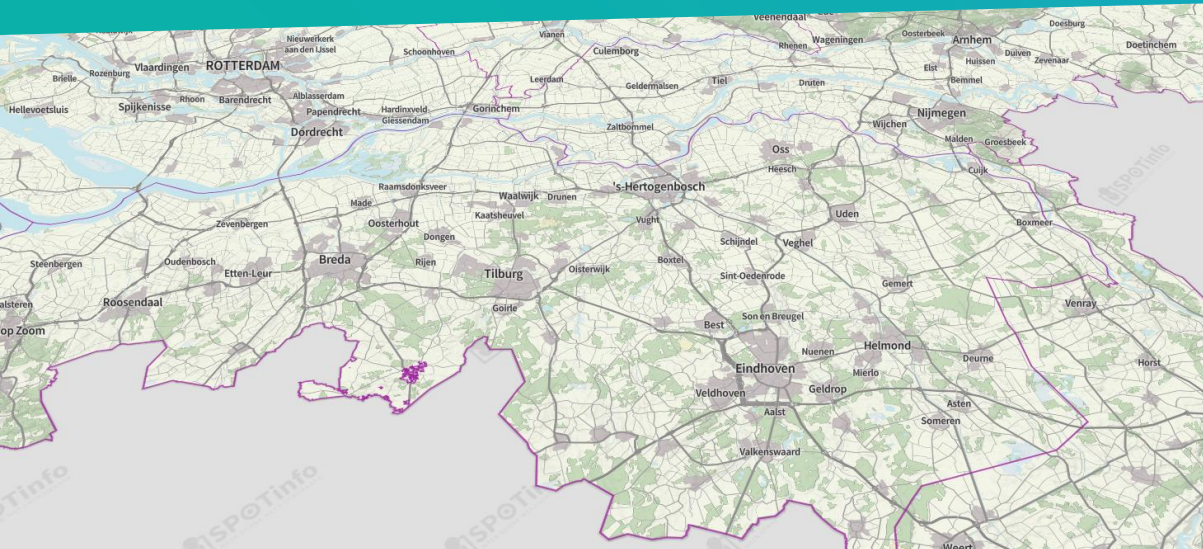 Veenendaal
Doesburg
Nieuwerkerk
aan den IJssel
Vianen
Culemborg
Schoonhoven
Rhenen
Wageningen
Oosterbeek
Arnhem
Duiven
Doetinchem
Huissen
Zevenaar
Elst
Bemmel
Brielle
Rozenburg
Vlaardingen
ROTTERDAM
Leerdam
Geldermalsen
Tiel
Druten
Hellevoetsluis
Spijkenisse
Rhoon
Barendrecht
Alblasserdam
Papendrecht
Hardinxveld
Giessendam
Gorinchem
Dordrecht
Zaltbommel
Wijchen
Nijmegen
Malden
Groesbeek
Oss
Heesch
Cuijk
Raamsdonksveer
Made
Waalwijk
Drunen
's-Hertogenbosch
Kaatsheuvel
Oosterhout
Zevenbergen
Dongen
Vught
Uden
Boxmeer
Schijndel
Veghel
Steenbergen
Oudenbosch
Etten-Leur
Breda
Rijen
Tilburg
Oisterwijk
Boxtel
Sint-Oedenrode
Gemert
alsteren
Roosendaal
Goirle
Venray
op Zoom
Best
Son en Breugel
Nuenen
Helmond
Deurne
Horst
Eindhoven
Mierlo
Veldhoven
Geldrop
Aalst
Asten
Someren
Valkenswaard
Weert
SPOTinfo
SPOTinfo
SPOTinfo
SPOTinfo